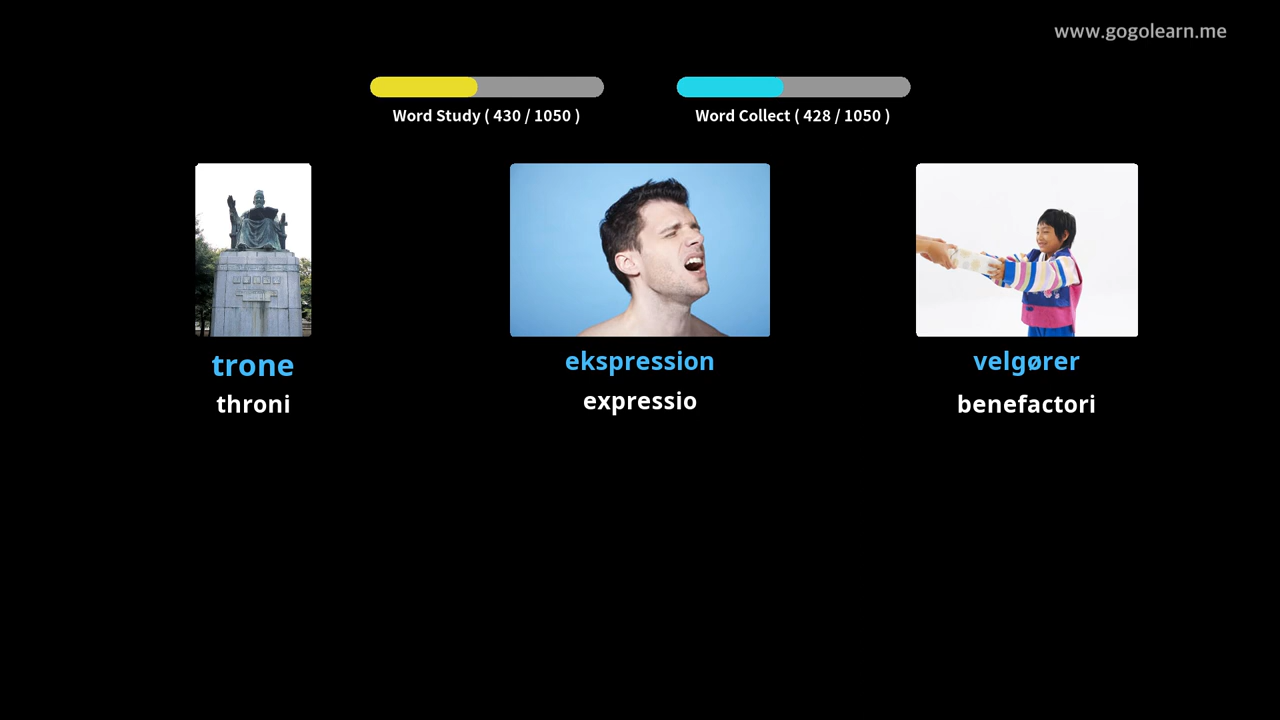 www.gogolearn.me
Word Study ( 430 / 1050 )
Word Collect ( 428 / 1050 )
trone
ekspression
velgører
throni
expressio
benefactori